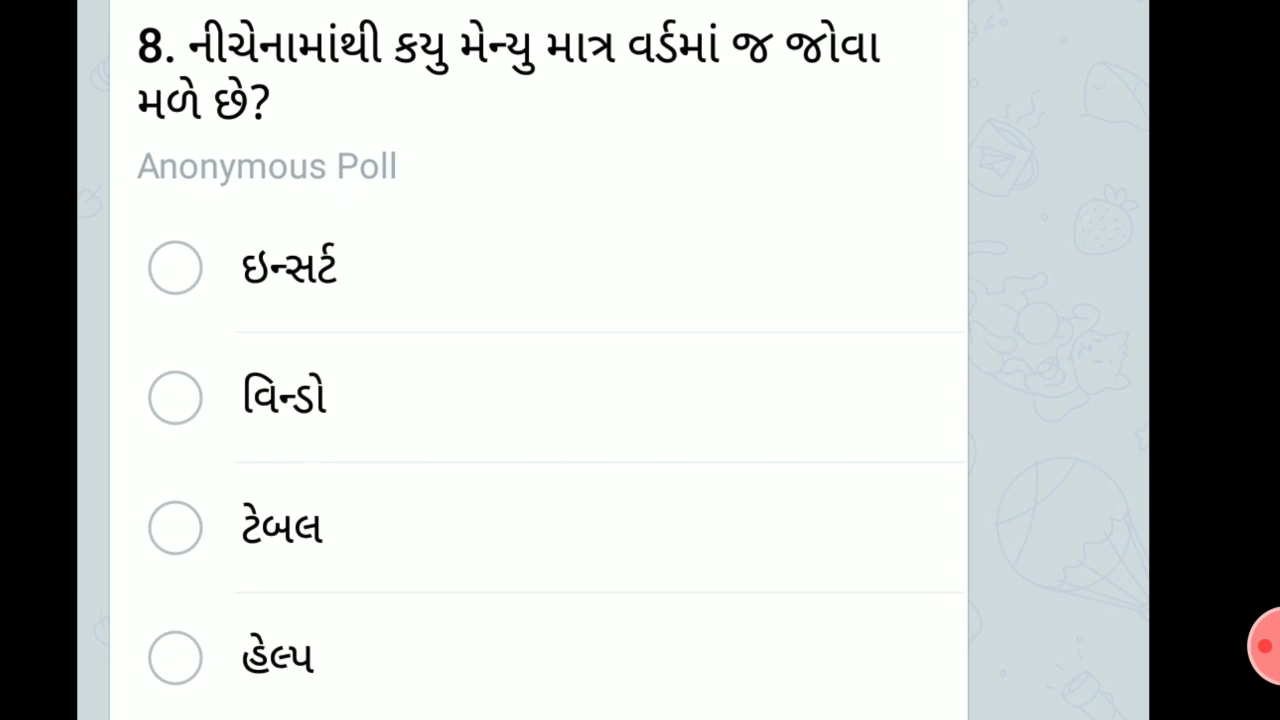 8. નીચેનામાંથી કયુ મેન્યુ માત્ર વર્ડમાં જ જોવા
મળે છે?
Anonymous Poll
ઇન્સર્ટ
વિન્ડો
ટેબલ
હેલ્પ